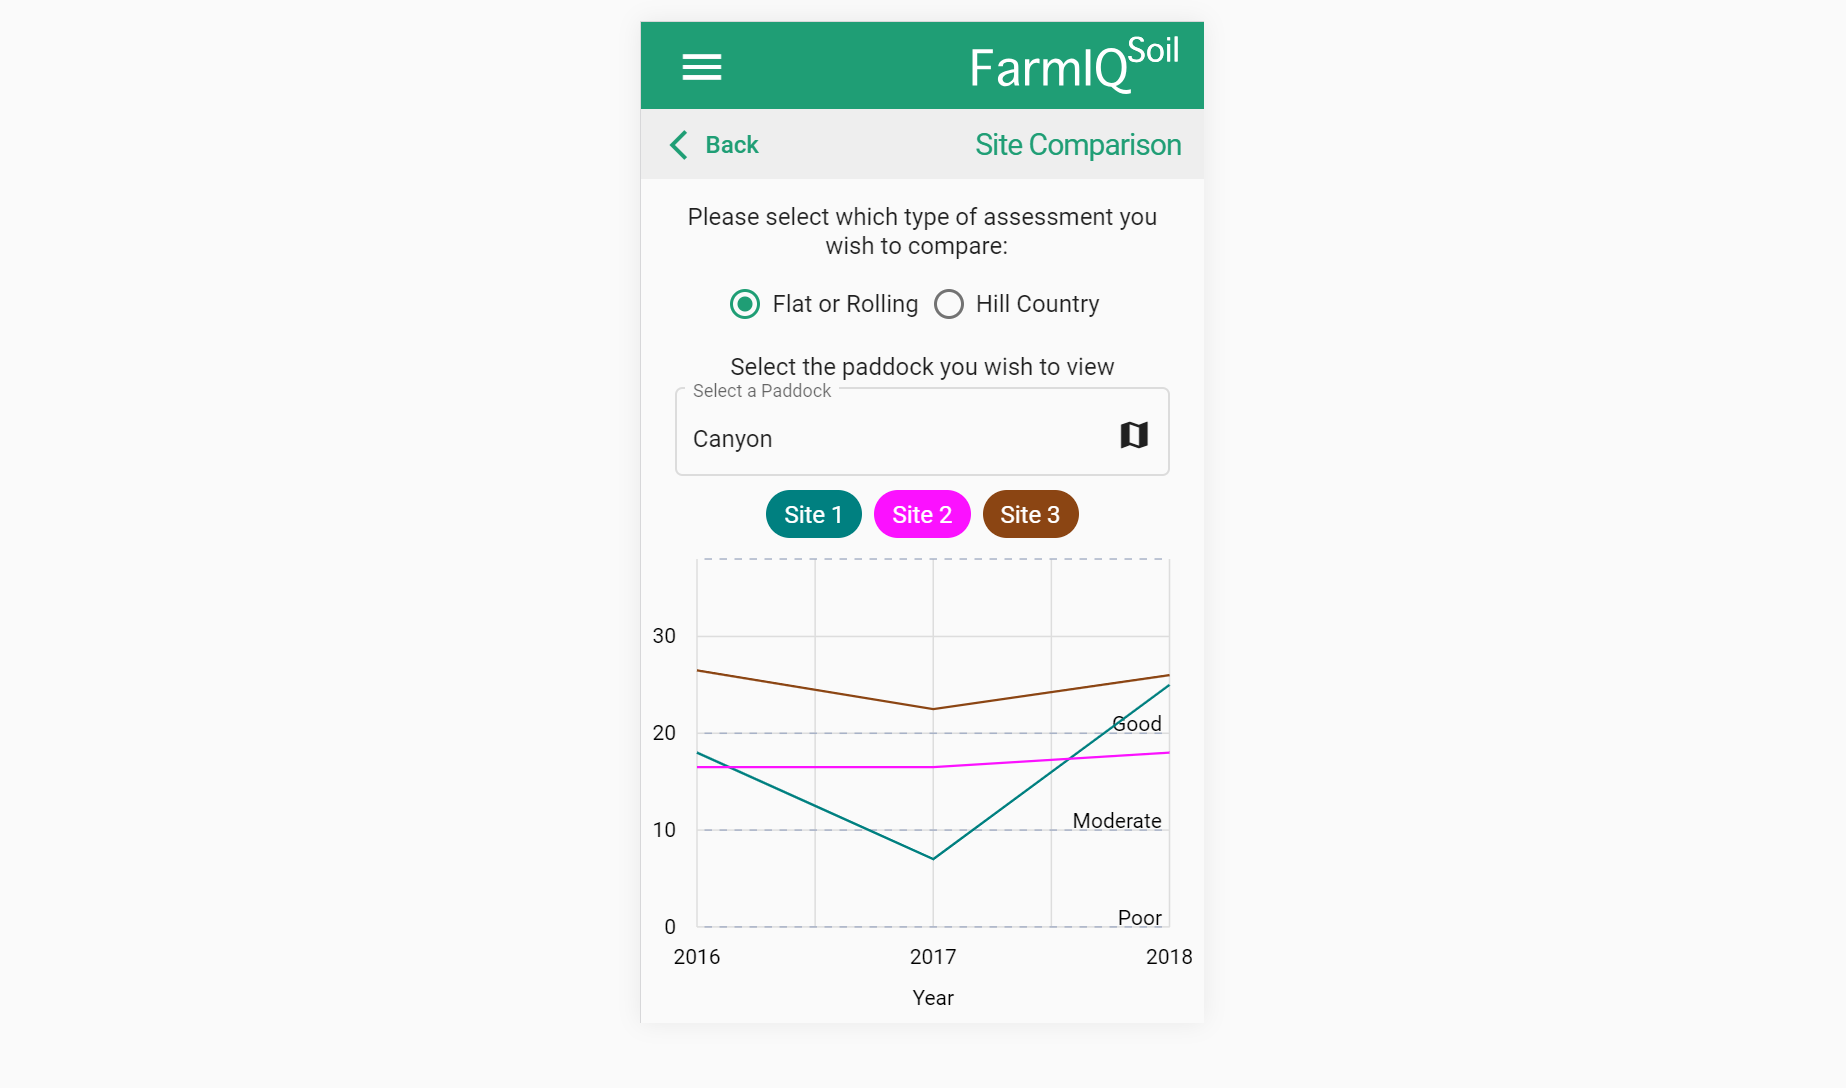 FarmIQ Soil
Back
Site Comparison
Please select which type of assessment you
wish to compare:
Flat or Rolling
Hill Country
Select the paddock you wish to view
Select a Paddock
Canyon
Site 1
Site 2
Site 3
30
20
10
0
Good
Moderate
Poor
2016
2017
2018
Year